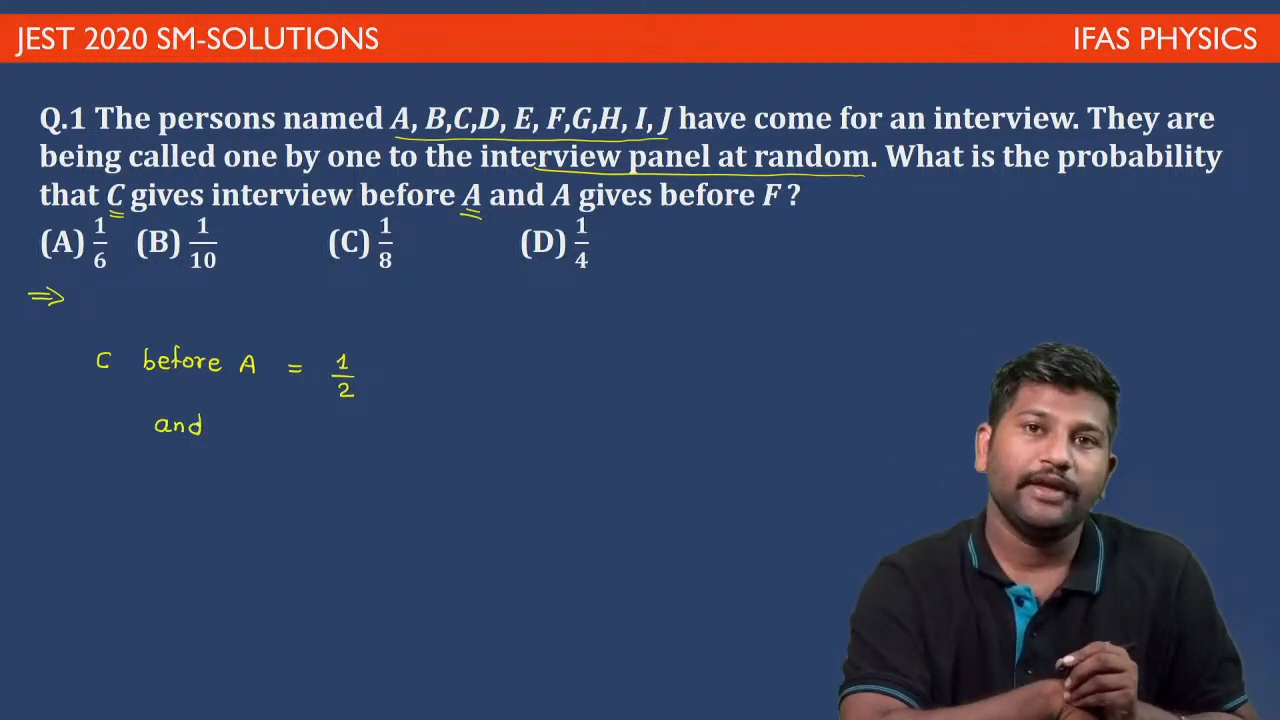 JEST 2020 SM-SOLUTIONS IFAS PHYSICS
Q.1 The persons named A, B,C,D, E, F,G,H, I, J have come for an interview. They are
being called one by one to the interview panel at random. What is the probability
that C gives interview before A and A gives before F ?
(A) 1/6 (B) 1/10 (C) 1/8 (D) 1/4
⇒
C before A = 1/2
and